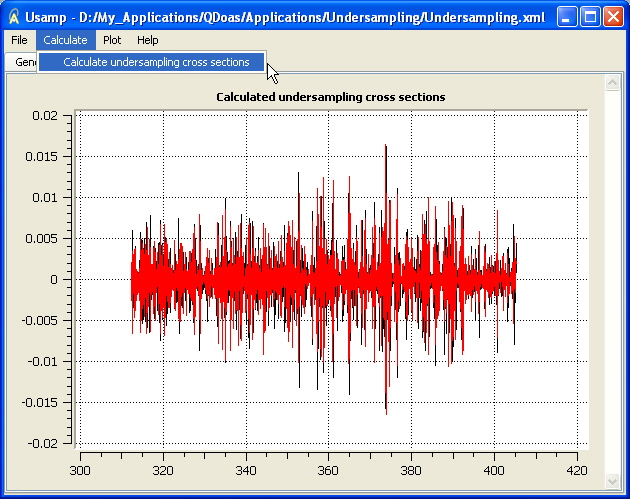 Usamp - D:/My_Applications/QDoas/Applications/Undersampling/Undersampling.xml
File Calculate Plot Help
Calculate undersampling cross sections
Calculated undersampling cross sections
0.02
0.015
0.01
0.005
0
-0.005
-0.01
-0.015
-0.02
300 320 340 360 380 400 420